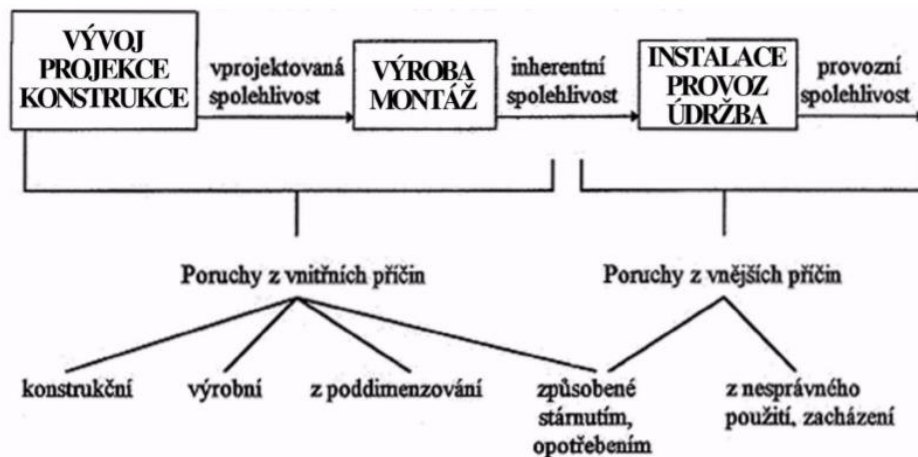 VÝVOJ
PROJEKCE
KONSTRUKCE
vprojektovaná
spolehlivost
VÝROBA
MONTÁŽ
inherentní
spolehlivost
INSTALACE
PROVOZ
ÚDRŽBA
provozní
spolehlivost
Poruchy z vnitřních příčin
Poruchy z vnějších příčin
konstrukční
výrobní
z poddimenzování
způsobené
stárnutím,
opotřebením
z nesprávného
použití, zacházení